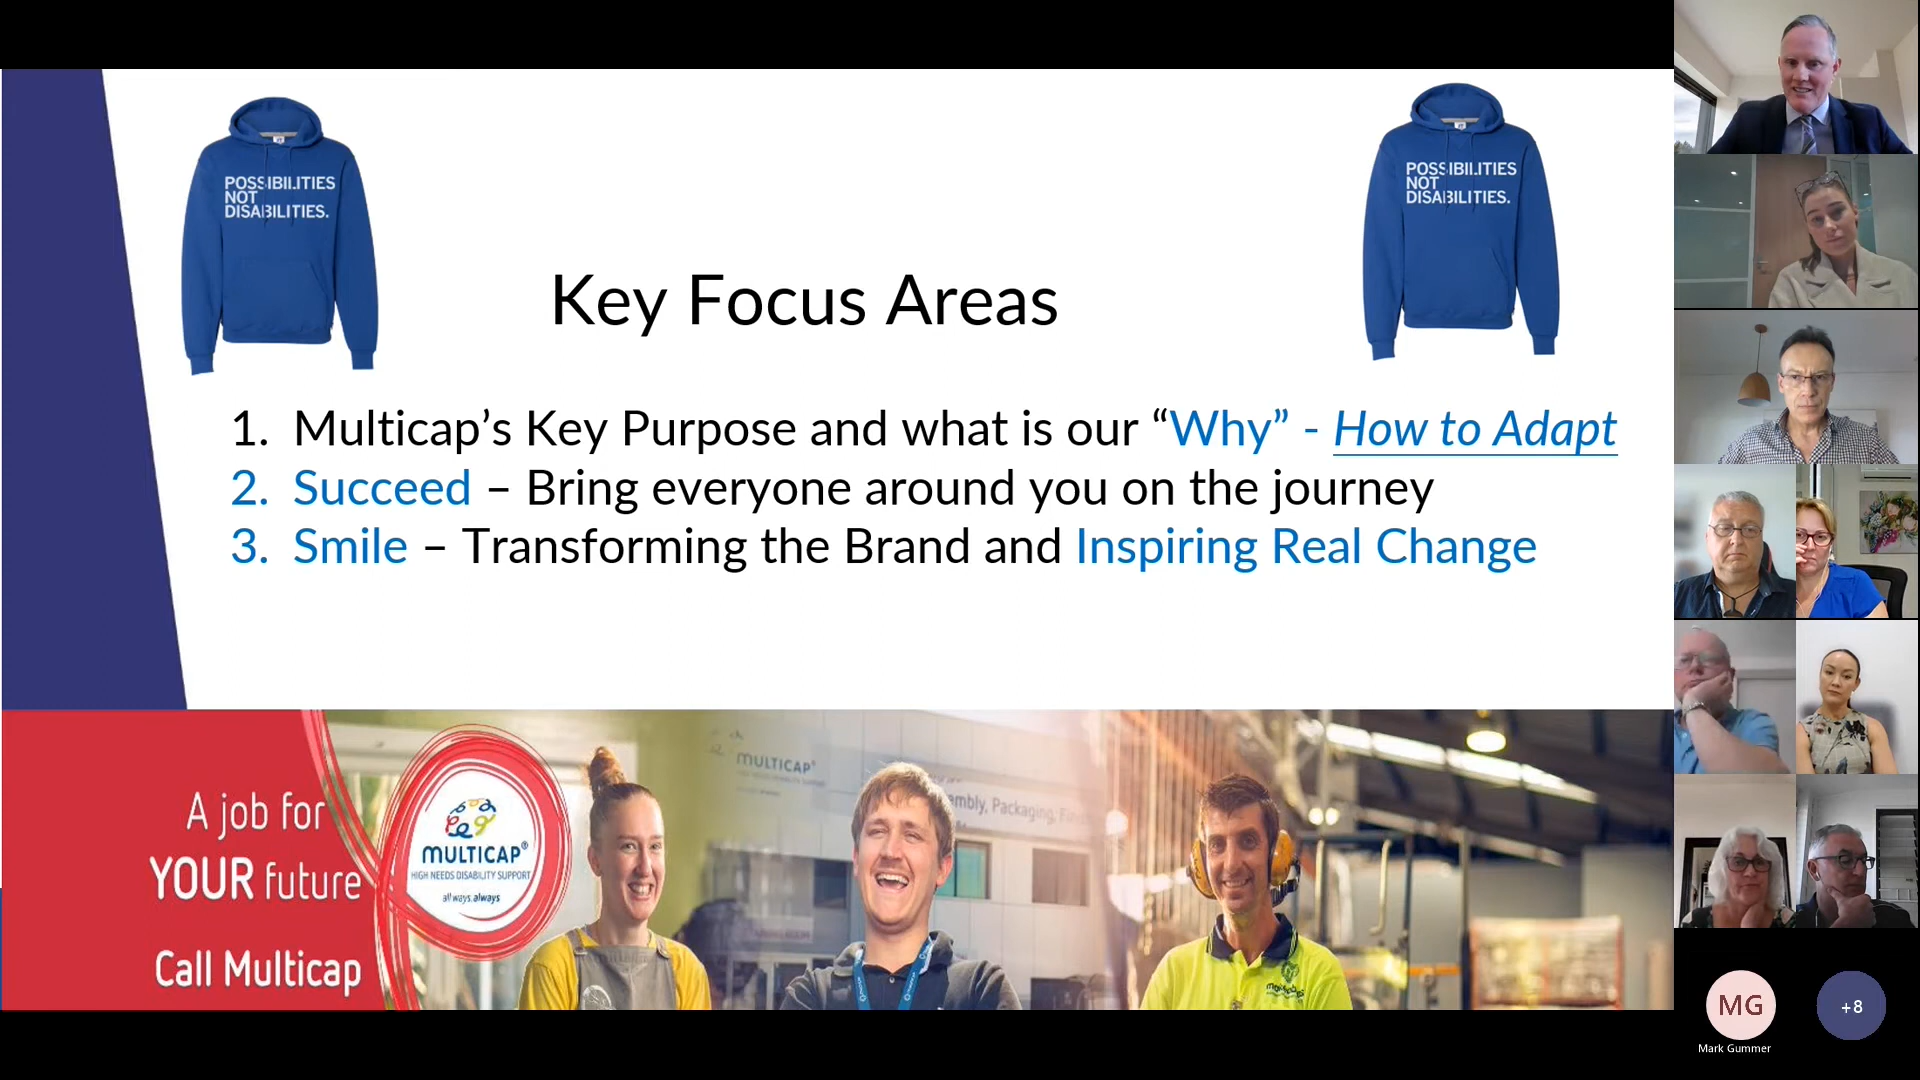 POSSIBILITIES
NOT
DISABILITIES.
POSSIBILITIES
NOT
DISABILITIES.
Key Focus Areas
1. Multicap’s Key Purpose and what is our “Why” - How to Adapt
2. Succeed – Bring everyone around you on the journey
3. Smile – Transforming the Brand and Inspiring Real Change
A job for
YOUR future
Call Multicap
MULTICAP®
HIGH NEEDS DISABILITY SUPPORT
all ways, always
MULTICAP®
embly, Packaging,
MG
Mark Gummer
+8